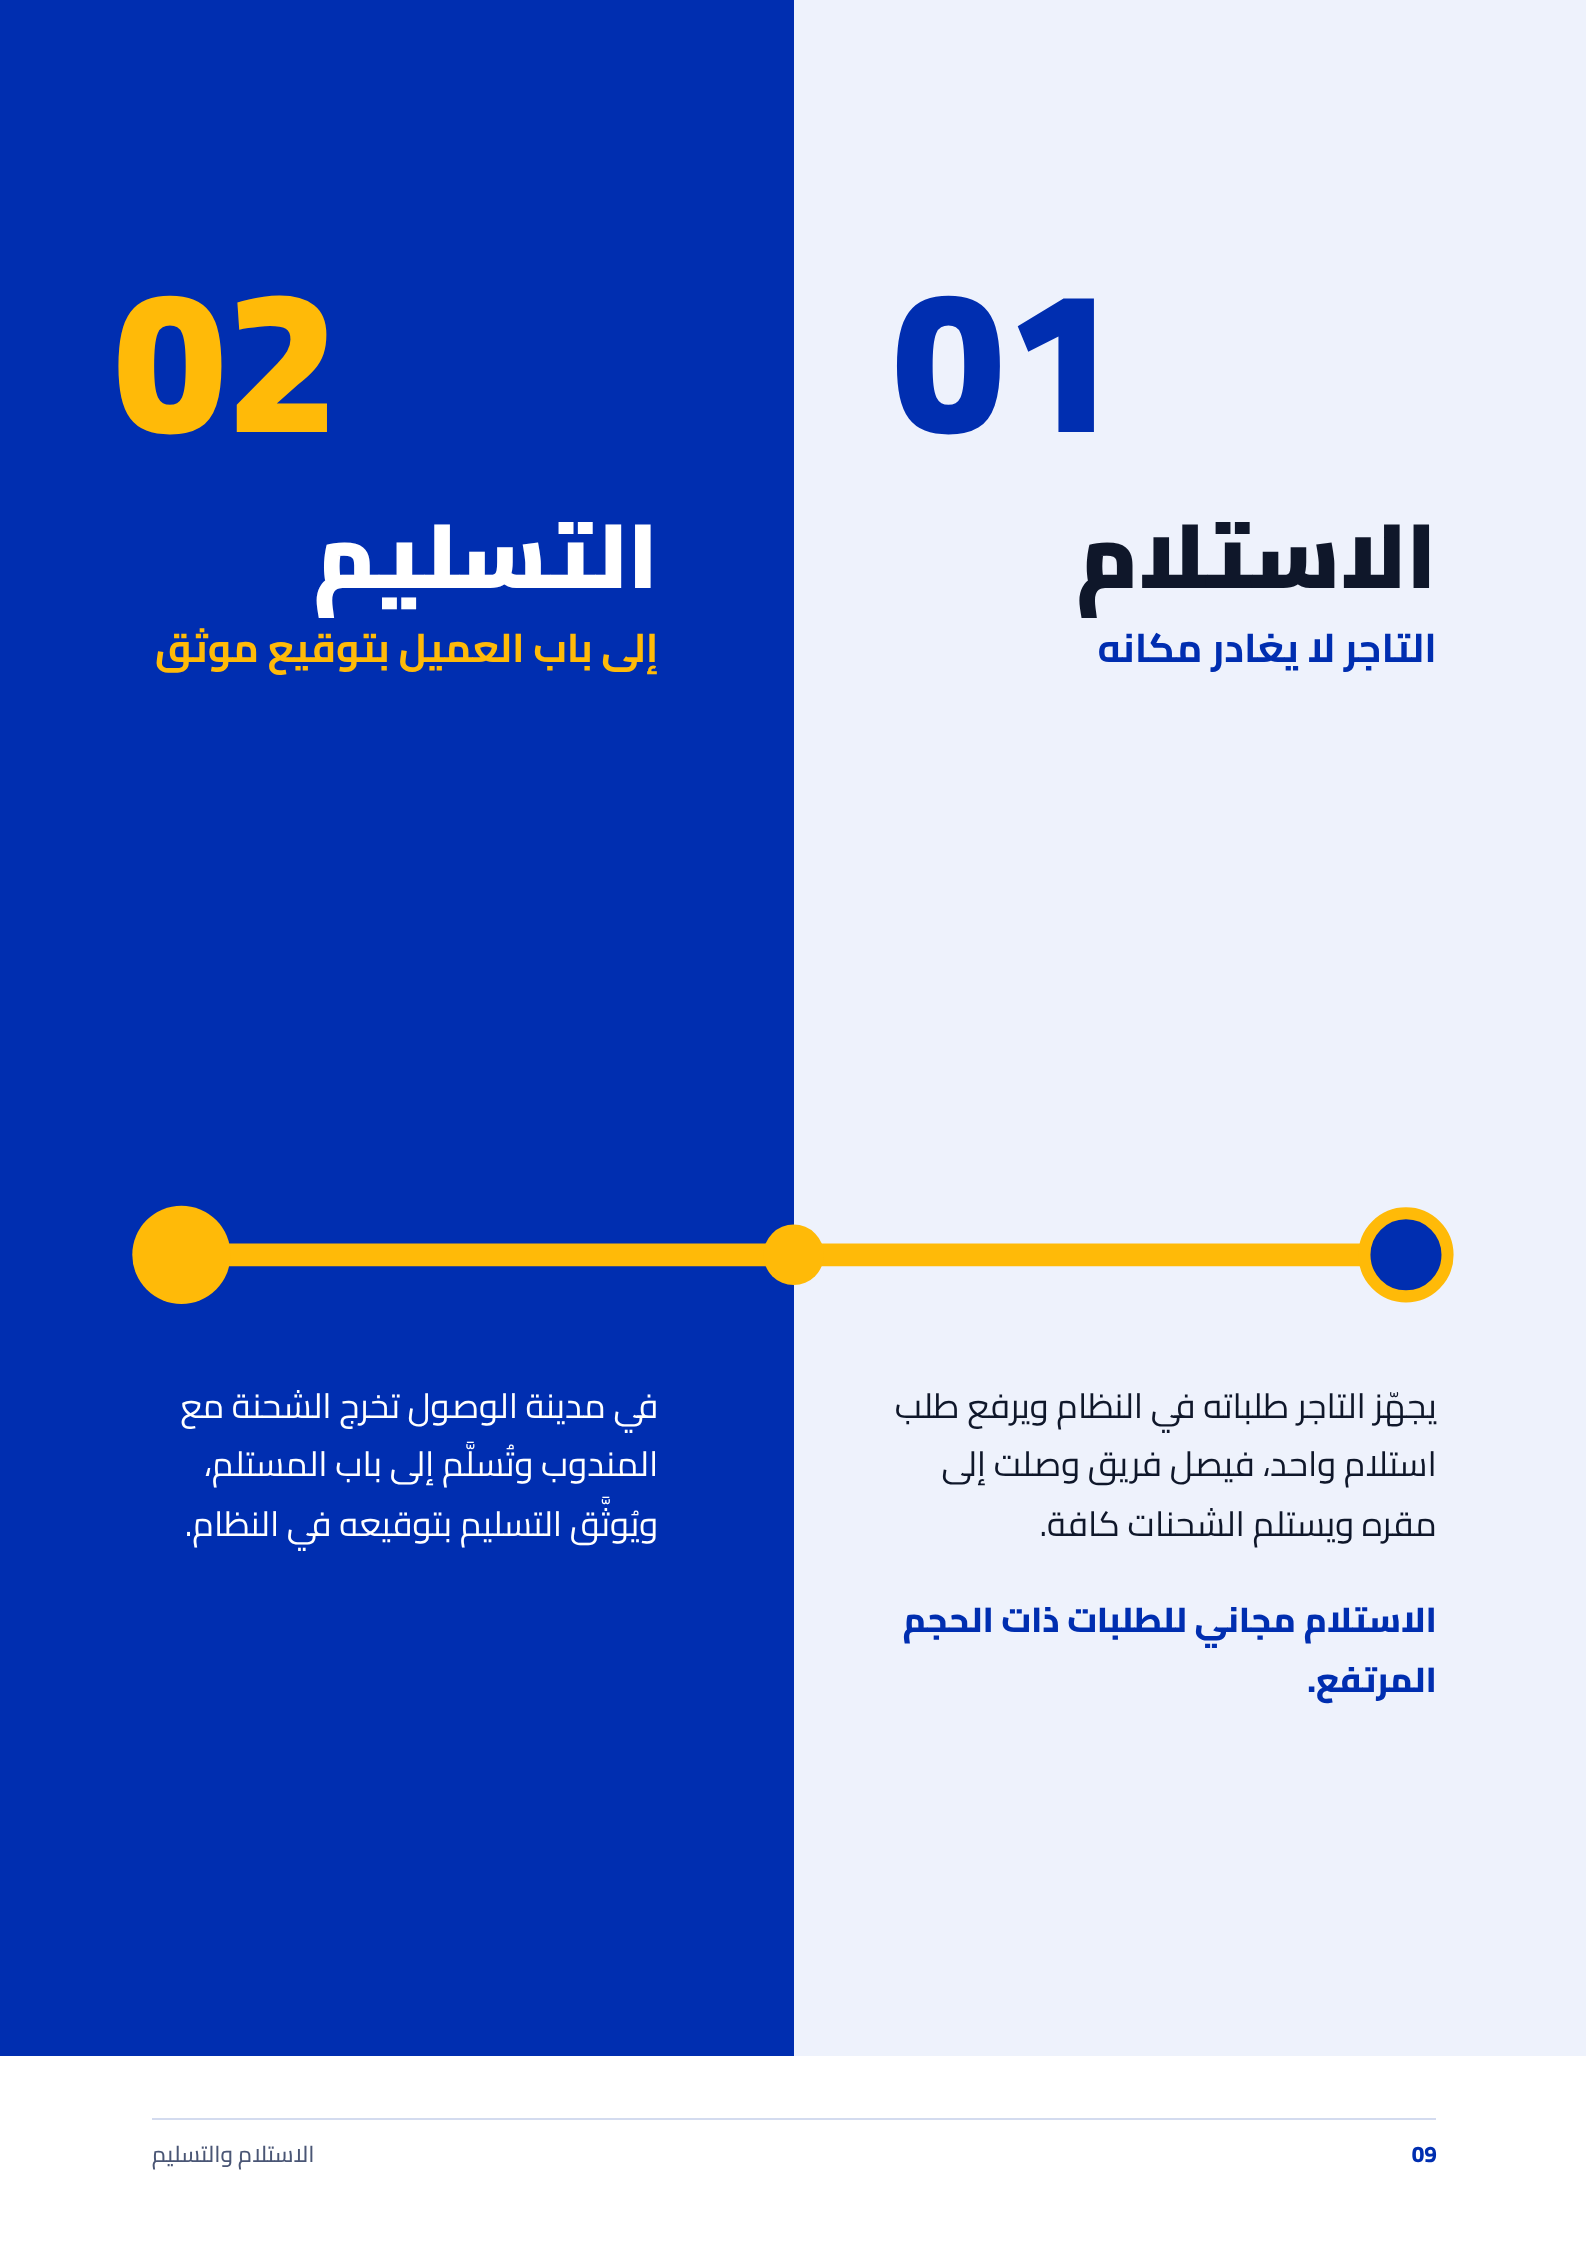 01
الاستلام
التاجر لا يغادر مكانه
يجهّز التاجر طلباته في النظام ويرفع طلب
استلام واحد، فيصل فريق وصلت إلى
مقره ويستلم الشحنات كافة.
الاستلام مجاني للطلبات ذات الحجم
المرتفع.
02
التسليم
إلى باب العميل بتوقيع موثق
في مدينة الوصول تخرج الشحنة مع
المندوب وتُسلَّم إلى باب المستلم،
ويُوثَّق التسليم بتوقيعه في النظام.
09
الاستلام والتسليم